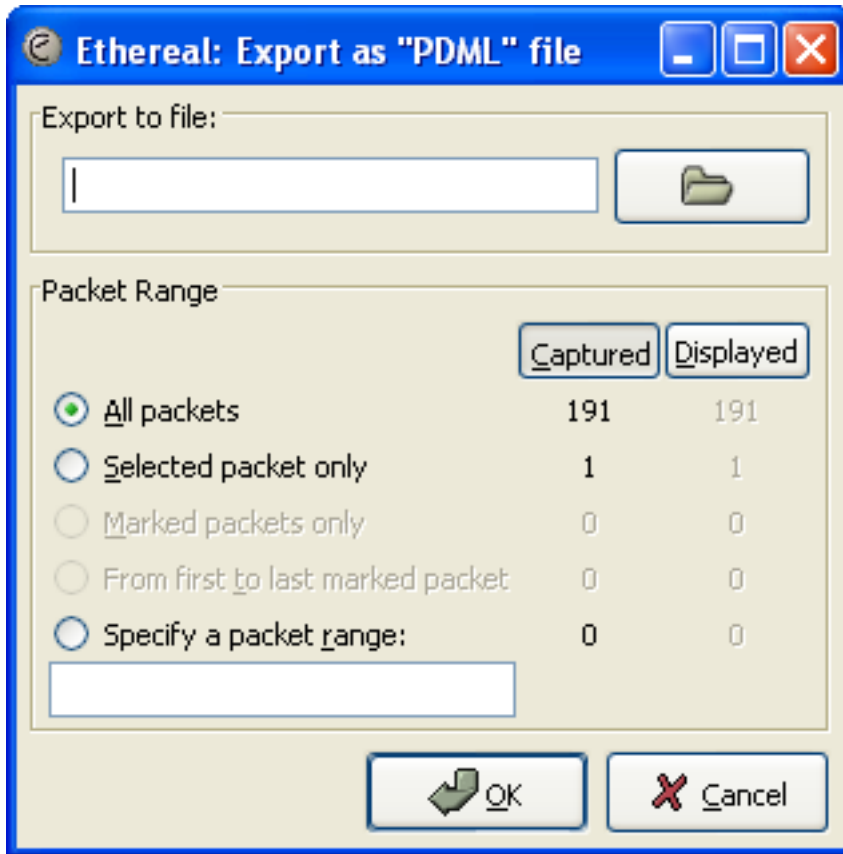 Ethereal: Export as "PDML" file
Export to file:
Packet Range
Captured Displayed
All packets 191 191
Selected packet only 1 1
Marked packets only 0 0
From first to last marked packet 0 0
Specify a packet range: 0 0
OK Cancel